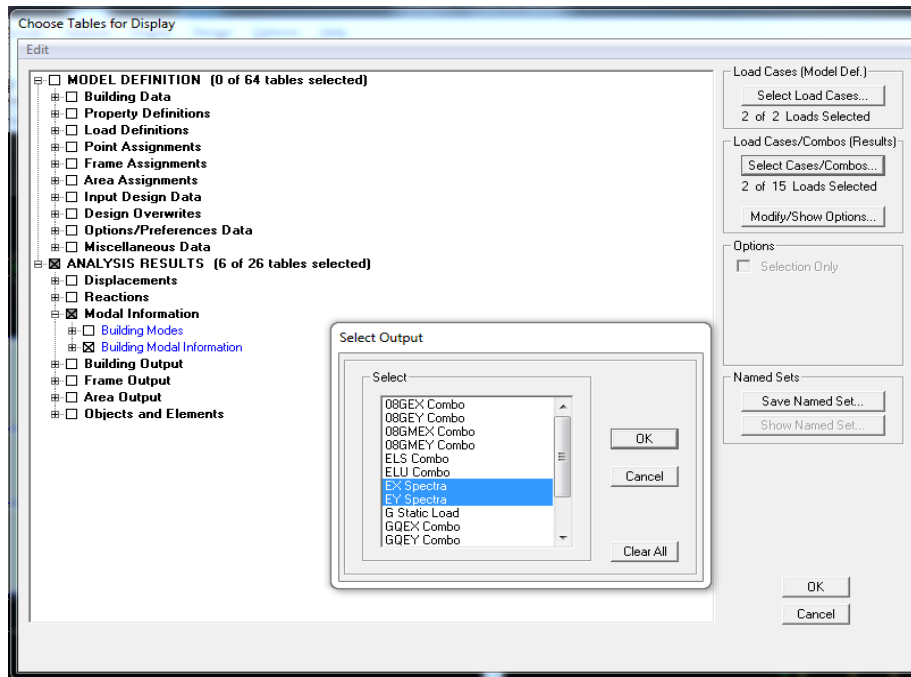 Choose Tables for Display
Edit
MODEL DEFINITION (0 of 64 tables selected)
Building Data
Property Definitions
Load Definitions
Point Assignments
Frame Assignments
Area Assignments
Input Design Data
Design Overwrites
Options/Preferences Data
Miscellaneous Data
ANALYSIS RESULTS (6 of 26 tables selected)
Displacements
Reactions
Modal Information
Building Modes
Building Modal Information
Building Output
Frame Output
Area Output
Objects and Elements
Load Cases (Model Def.)
Select Load Cases...
2 of 2 Loads Selected
Load Cases/Combos (Results)
Select Cases/Combos...
2 of 15 Loads Selected
Modify/Show Options...
Options
Selection Only
Named Sets
Save Named Set...
Show Named Set...
OK
Cancel
Select Output
Select
08GEX Combo
08GEY Combo
08GMEX Combo
08GMEY Combo
ELS Combo
ELU Combo
EX Spectra
EY Spectra
G Static Load
GQEX Combo
GQEY Combo
OK
Cancel
Clear All